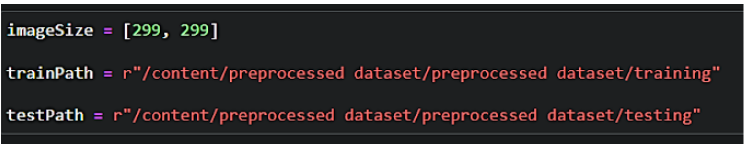 imageSize = [299, 299]
trainPath = r"/content/preprocessed dataset/preprocessed dataset/training"
testPath = r"/content/preprocessed dataset/preprocessed dataset/testing"